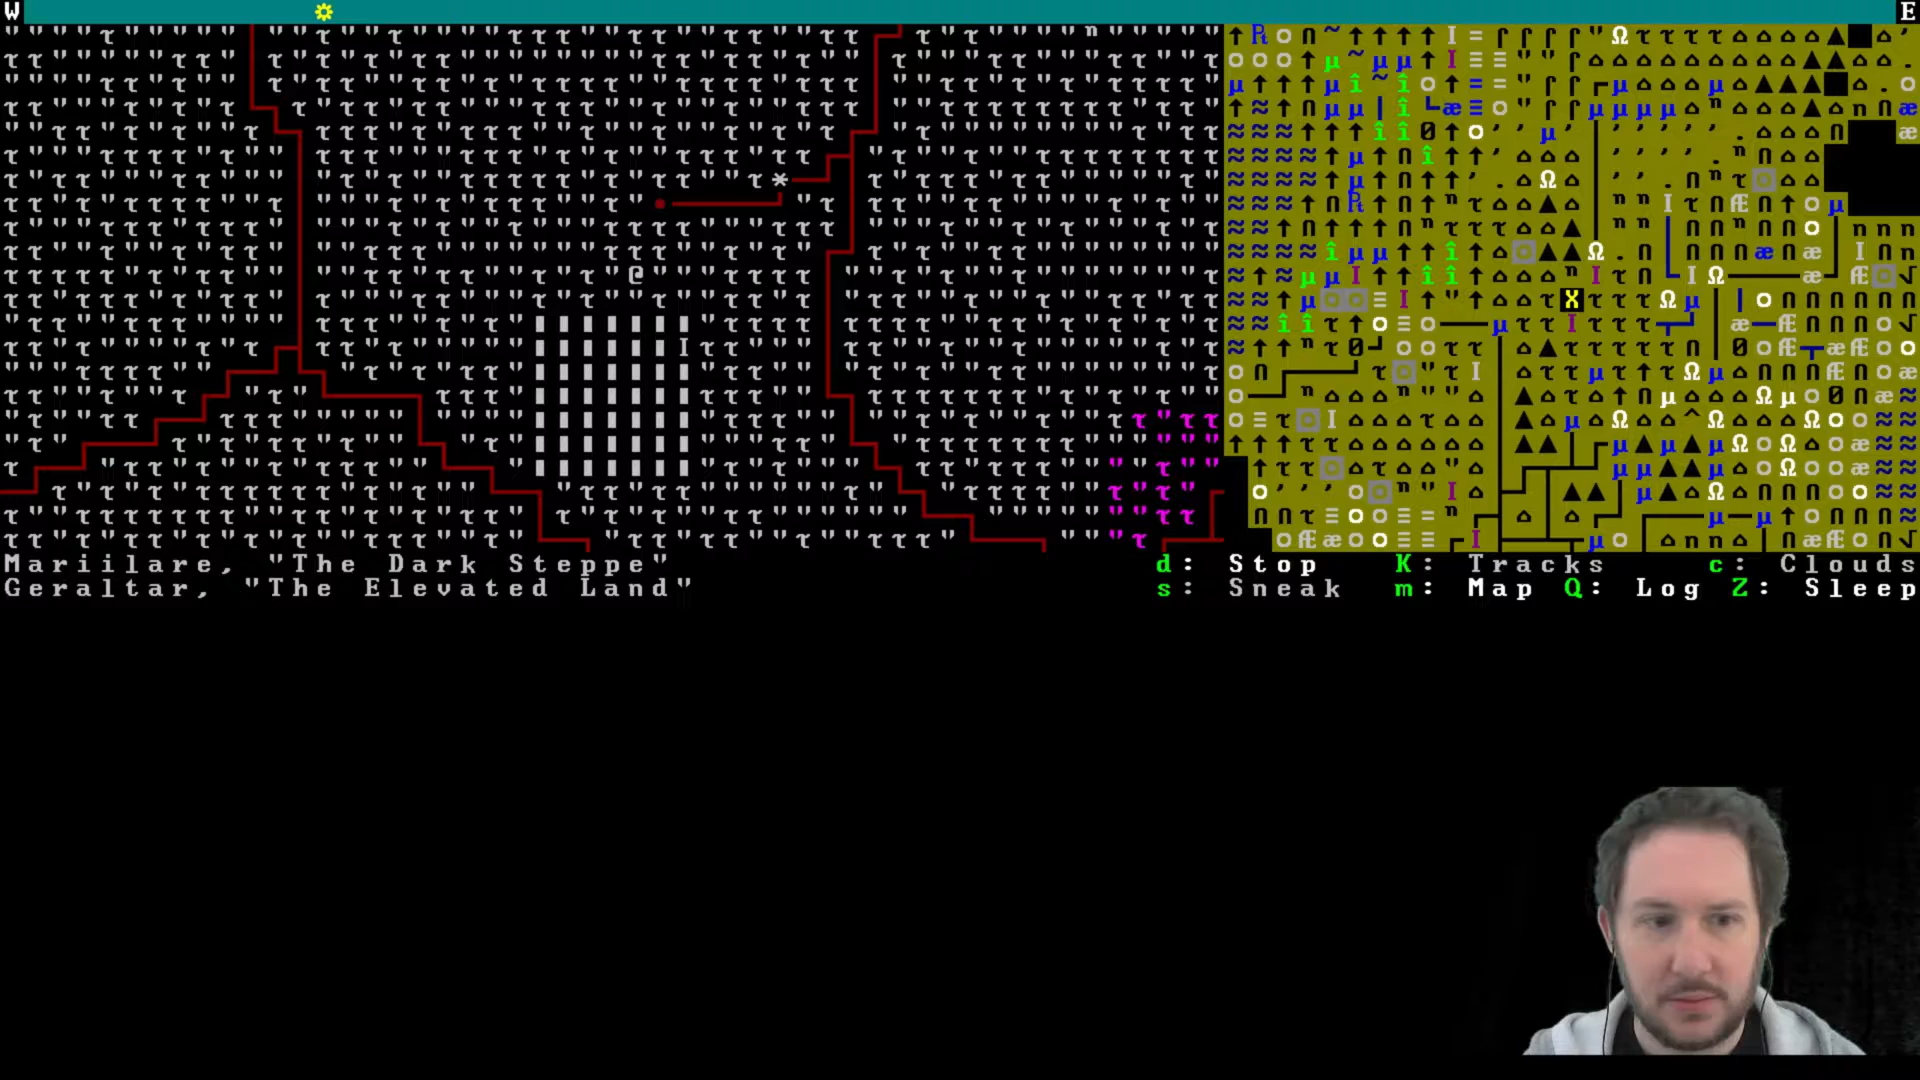 W E
Mariilare, "The Dark Steppe"
Geraltar, "The Elevated Land"
d: Stop K: Tracks c: Clouds
s: Sneak m: Map Q: Log Z: Sleep